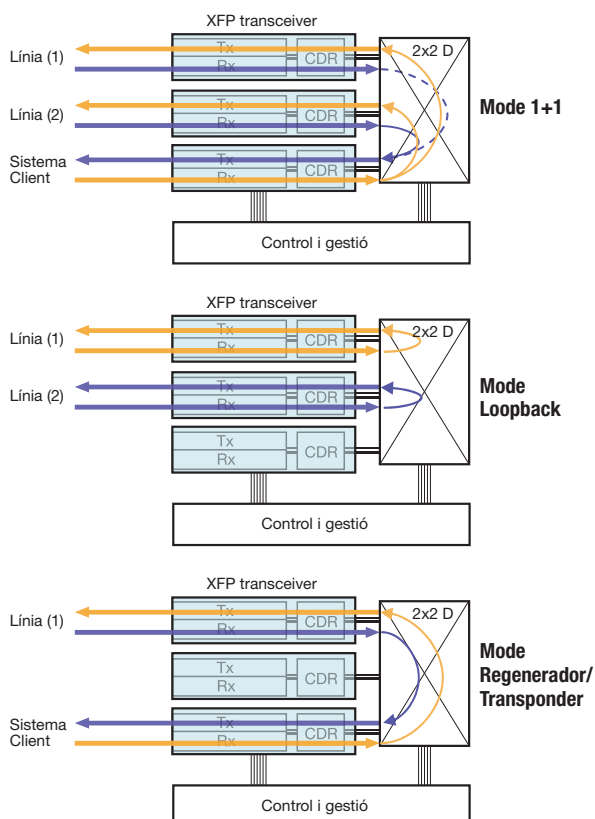 XFP transceiver
Línia (1)
Tx
Rx
CDR
2x2 D
Línia (2)
Tx
Rx
CDR
Mode 1+1
Sistema
Client
Tx
Rx
CDR
Control i gestió
XFP transceiver
Línia (1)
Tx
Rx
CDR
2x2 D
Línia (2)
Tx
Rx
CDR
Mode
Loopback
Tx
Rx
CDR
Control i gestió
XFP transceiver
Línia (1)
Tx
Rx
CDR
2x2 D
Tx
Rx
CDR
Mode
Regenerador/
Transponder
Sistema
Client
Tx
Rx
CDR
Control i gestió